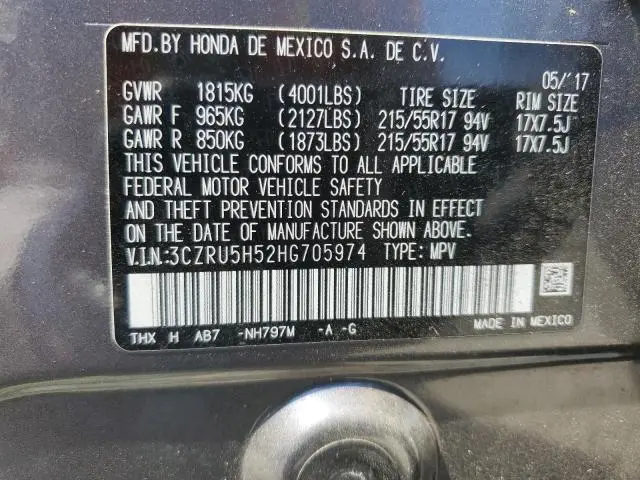 MFD.BY HONDA DE MEXICO S.A. DE C.V.
05/'17
GVWR 1815KG (4001LBS) TIRE SIZE RIM SIZE
GAWR F 965KG (2127LBS) 215/55R17 94V 17X7.5J
GAWR R 850KG (1873LBS) 215/55R17 94V 17X7.5J
THIS VEHICLE CONFORMS TO ALL APPLICABLE
FEDERAL MOTOR VEHICLE SAFETY
AND THEFT PREVENTION STANDARDS IN EFFECT
ON THE DATE OF MANUFACTURE SHOWN ABOVE.
V.I.N.:3CZRU5H52HG705974 TYPE: MPV
THX H AB7 -NH797M -A -G
MADE IN MEXICO